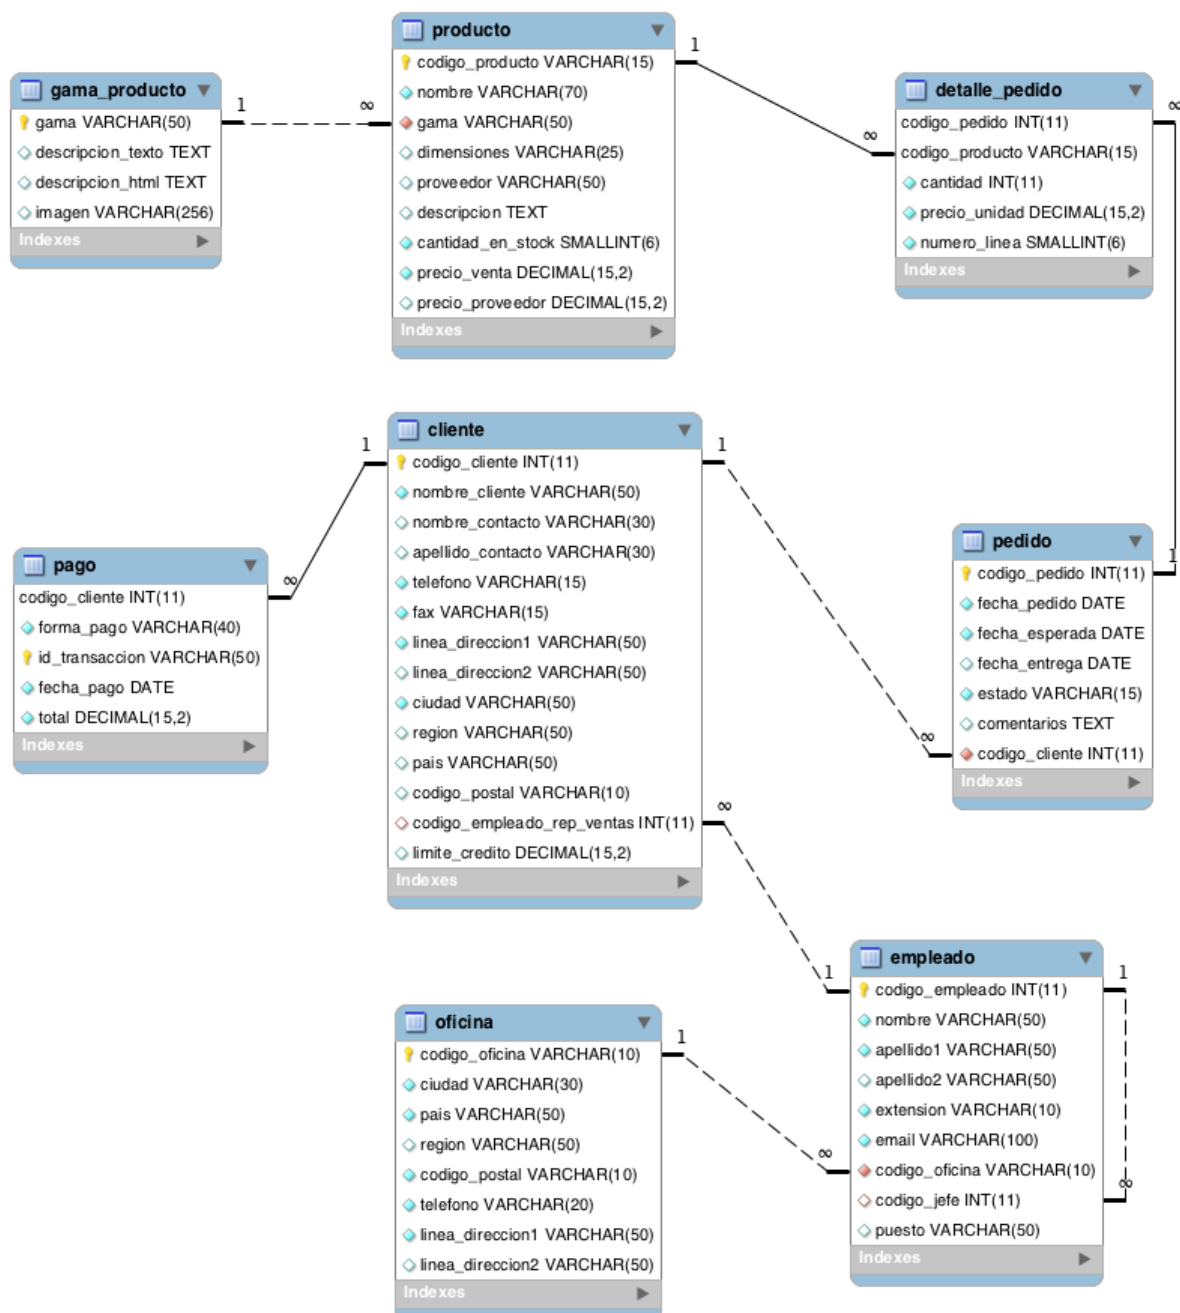 gama_producto
gama VARCHAR(50)
descripcion_texto TEXT
descripcion_html TEXT
imagen VARCHAR(256)
Indexes
1
∞
producto
codigo_producto VARCHAR(15)
nombre VARCHAR(70)
gama VARCHAR(50)
dimensiones VARCHAR(25)
proveedor VARCHAR(50)
descripcion TEXT
cantidad_en_stock SMALLINT(6)
precio_venta DECIMAL(15,2)
precio_proveedor DECIMAL(15,2)
Indexes
1
∞
detalle_pedido
codigo_pedido INT(11)
codigo_producto VARCHAR(15)
cantidad INT(11)
precio_unidad DECIMAL(15,2)
numero_linea SMALLINT(6)
Indexes
∞
1
pago
codigo_cliente INT(11)
forma_pago VARCHAR(40)
id_transaccion VARCHAR(50)
fecha_pago DATE
total DECIMAL(15,2)
Indexes
∞
1
cliente
codigo_cliente INT(11)
nombre_cliente VARCHAR(50)
nombre_contacto VARCHAR(30)
apellido_contacto VARCHAR(30)
telefono VARCHAR(15)
fax VARCHAR(15)
linea_direccion1 VARCHAR(50)
linea_direccion2 VARCHAR(50)
ciudad VARCHAR(50)
region VARCHAR(50)
pais VARCHAR(50)
codigo_postal VARCHAR(10)
codigo_empleado_rep_ventas INT(11)
limite_credito DECIMAL(15,2)
Indexes
1
∞
pedido
codigo_pedido INT(11)
fecha_pedido DATE
fecha_esperada DATE
fecha_entrega DATE
estado VARCHAR(15)
comentarios TEXT
codigo_cliente INT(11)
Indexes
∞
1
oficina
codigo_oficina VARCHAR(10)
ciudad VARCHAR(30)
pais VARCHAR(50)
region VARCHAR(50)
codigo_postal VARCHAR(10)
telefono VARCHAR(20)
linea_direccion1 VARCHAR(50)
linea_direccion2 VARCHAR(50)
Indexes
1
∞
empleado
codigo_empleado INT(11)
nombre VARCHAR(50)
apellido1 VARCHAR(50)
apellido2 VARCHAR(50)
extension VARCHAR(10)
email VARCHAR(100)
codigo_oficina VARCHAR(10)
codigo_jefe INT(11)
puesto VARCHAR(50)
Indexes
1
∞